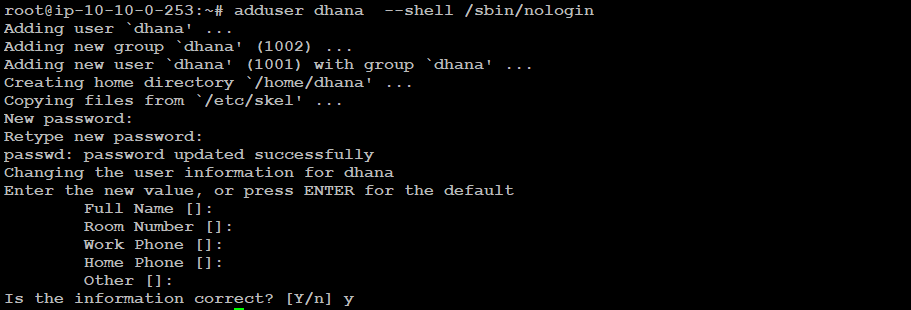 root@ip-10-10-0-253:~# adduser dhana  --shell /sbin/nologin
Adding user `dhana' ...
Adding new group `dhana' (1002) ...
Adding new user `dhana' (1001) with group `dhana' ...
Creating home directory `/home/dhana' ...
Copying files from `/etc/skel' ...
New password:
Retype new password:
passwd: password updated successfully
Changing the user information for dhana
Enter the new value, or press ENTER for the default
        Full Name []:
        Room Number []:
        Work Phone []:
        Home Phone []:
        Other []:
Is the information correct? [Y/n] y